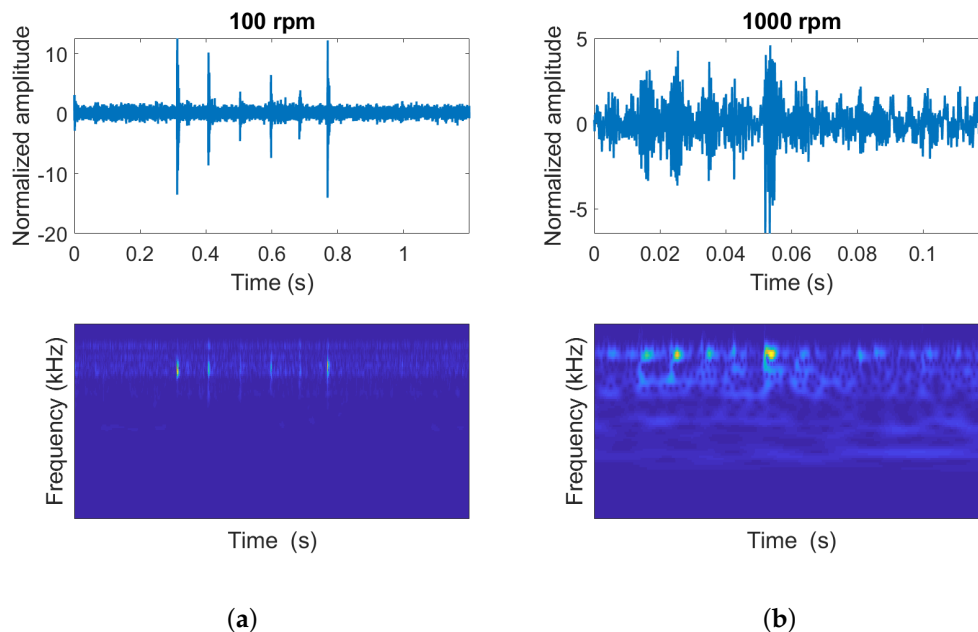 100 rpm
Normalized amplitude
10
0
-10
-20
0
0.2
0.4
0.6
0.8
1
Time (s)
Frequency (kHz)
Time (s)
(a)
1000 rpm
Normalized amplitude
5
0
-5
0
0.02
0.04
0.06
0.08
0.1
Time (s)
Frequency (kHz)
Time (s)
(b)